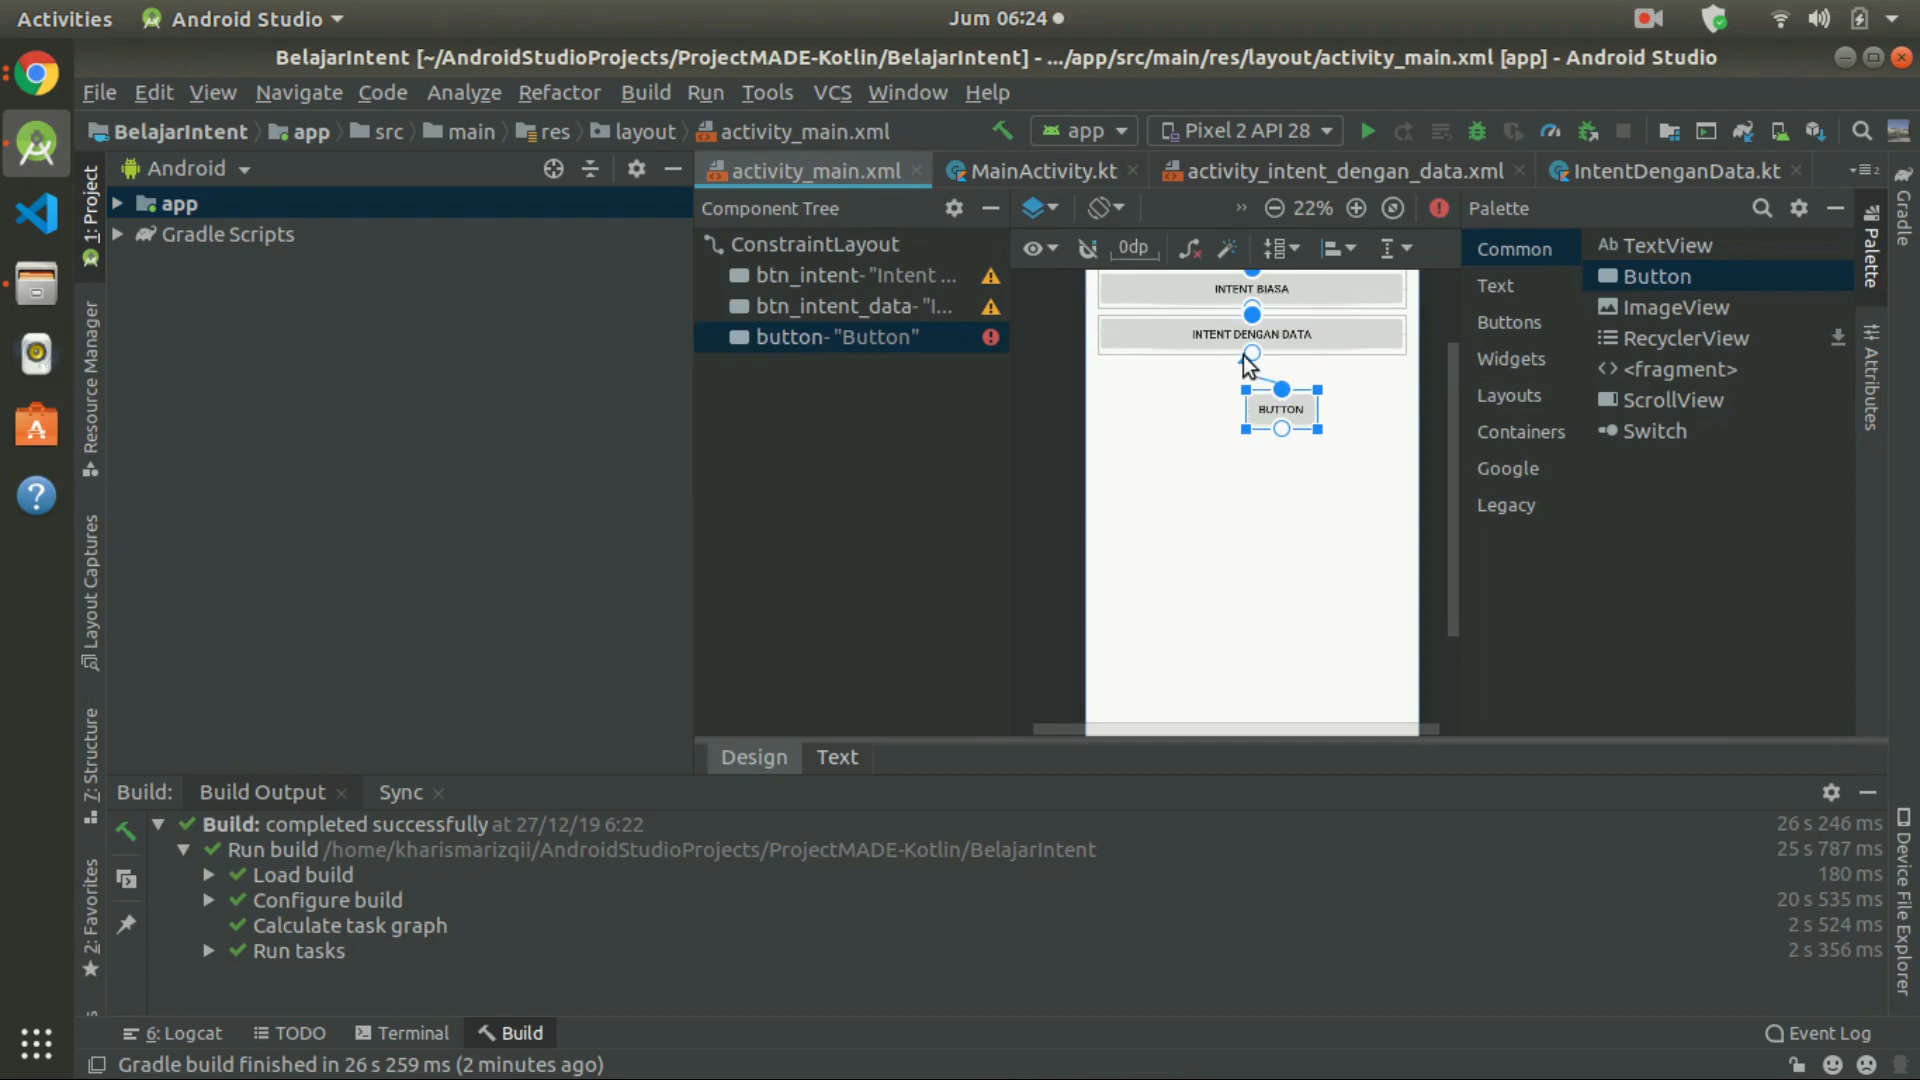 Activities
Android Studio
Jum 06:24
BelajarIntent [~/AndroidStudioProjects/ProjectMADE-Kotlin/BelajarIntent] - .../app/src/main/res/layout/activity_main.xml [app] - Android Studio
File Edit View Navigate Code Analyze Refactor Build Run Tools VCS Window Help
BelajarIntent app src main res layout activity_main.xml
app
Pixel 2 API 28
1: Project
Resource Manager
Layout Captures
7: Structure
2: Favorites
Android
app
Gradle Scripts
activity_main.xml
MainActivity.kt
activity_intent_dengan_data.xml
IntentDenganData.kt
Component Tree
ConstraintLayout
btn_intent- "Intent ...
btn_intent_data- "I...
button- "Button"
22%
0dp
INTENT BIASA
INTENT DENGAN DATA
BUTTON
Palette
Common
Text
Buttons
Widgets
Layouts
Containers
Google
Legacy
Ab TextView
Button
ImageView
RecyclerView
<fragment>
ScrollView
Switch
Gradle
Palette
Attributes
Device File Explorer
Design
Text
Build:
Build Output
Sync
Build: completed successfully at 27/12/19 6:22
26 s 246 ms
Run build /home/kharismarizqii/AndroidStudioProjects/ProjectMADE-Kotlin/BelajarIntent
25 s 787 ms
Load build
180 ms
Configure build
20 s 535 ms
Calculate task graph
2 s 524 ms
Run tasks
2 s 356 ms
6: Logcat
TODO
Terminal
Build
Event Log
Gradle build finished in 26 s 259 ms (2 minutes ago)